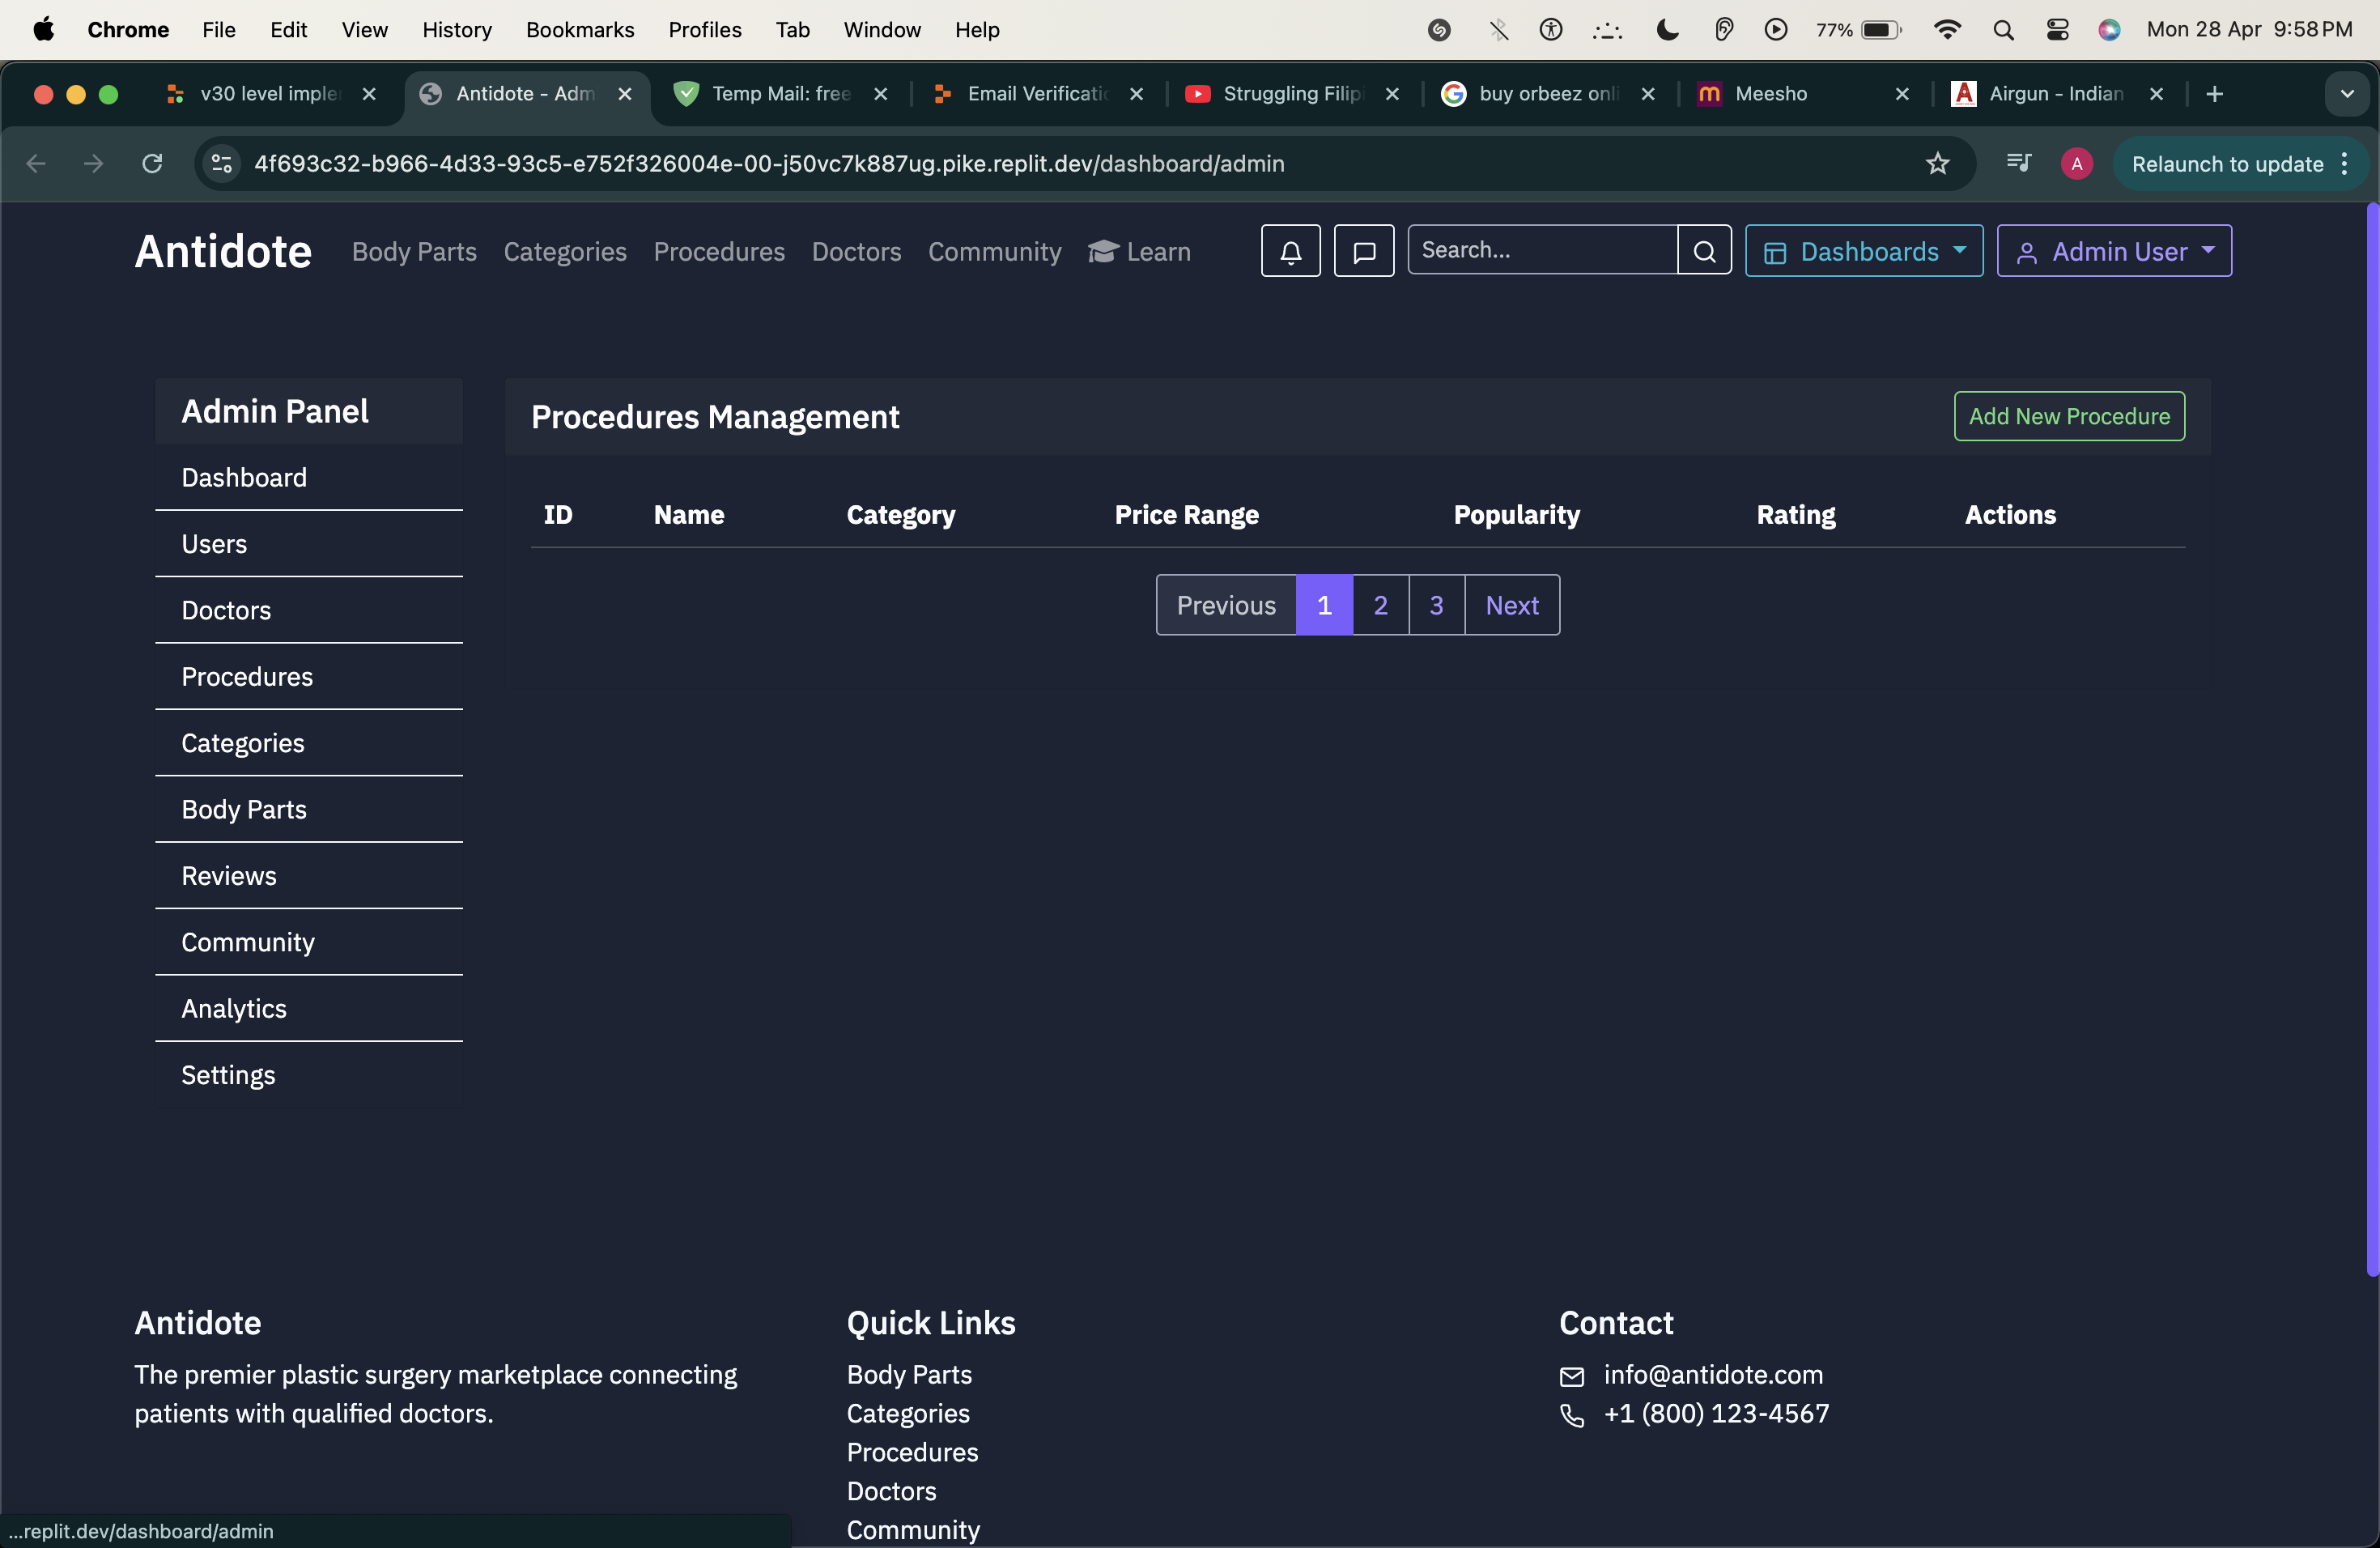 Chrome File Edit View History Bookmarks Profiles Tab Window Help 77% Mon 28 Apr 9:58 PM
v30 level imple Antidote - Adm Temp Mail: free Email Verificatio Struggling Filip buy orbeez onli Meesho Airgun - Indian
4f693c32-b966-4d33-93c5-e752f326004e-00-j50vc7k887ug.pike.replit.dev/dashboard/admin A Relaunch to update
Antidote Body Parts Categories Procedures Doctors Community Learn Search... Dashboards Admin User
Admin Panel
Dashboard
Users
Doctors
Procedures
Categories
Body Parts
Reviews
Community
Analytics
Settings
Procedures Management Add New Procedure
ID Name Category Price Range Popularity Rating Actions
Previous 1 2 3 Next
Antidote
The premier plastic surgery marketplace connecting
patients with qualified doctors.
Quick Links
Body Parts
Categories
Procedures
Doctors
Community
Contact
info@antidote.com
+1 (800) 123-4567
...replit.dev/dashboard/admin